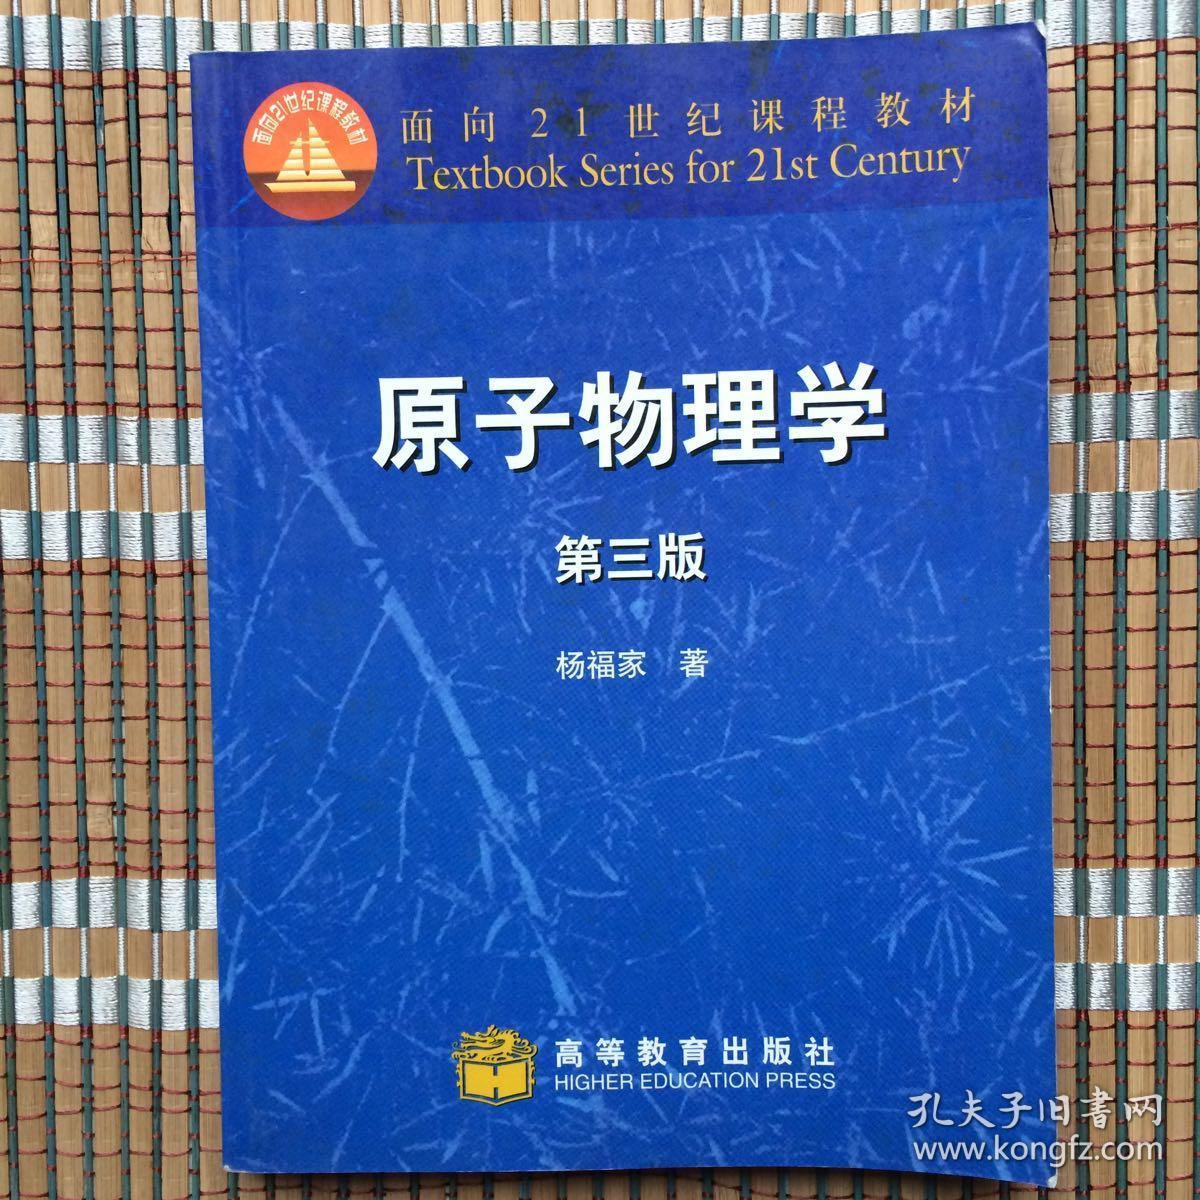 面向21世纪课程教材
面向21世纪课程教材
Textbook Series for 21st Century
原子物理学
第三版
杨福家 著
高等教育出版社
HIGHER EDUCATION PRESS
孔夫子旧書网
www.kongfz.com